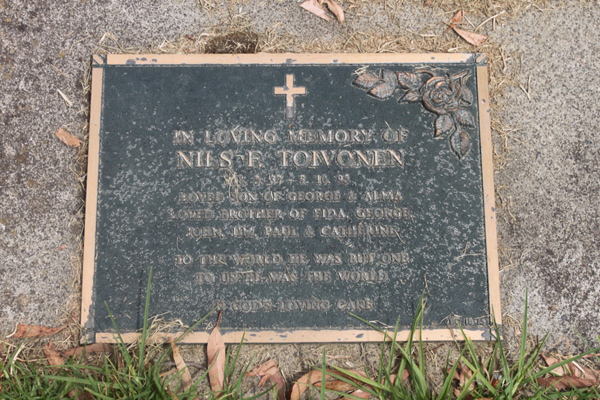 IN LOVING MEMORY OF
NILS F. TOIVONEN
LOVED SON OF GEORGE & ALMA
LOVED BROTHER OF EIDA, GEORGE,
JOHN, JIM, PAUL & CATHERINE
TO THE WORLD HE WAS BUT ONE
TO US HE WAS THE WORLD
IN GOD'S LOVING CARE